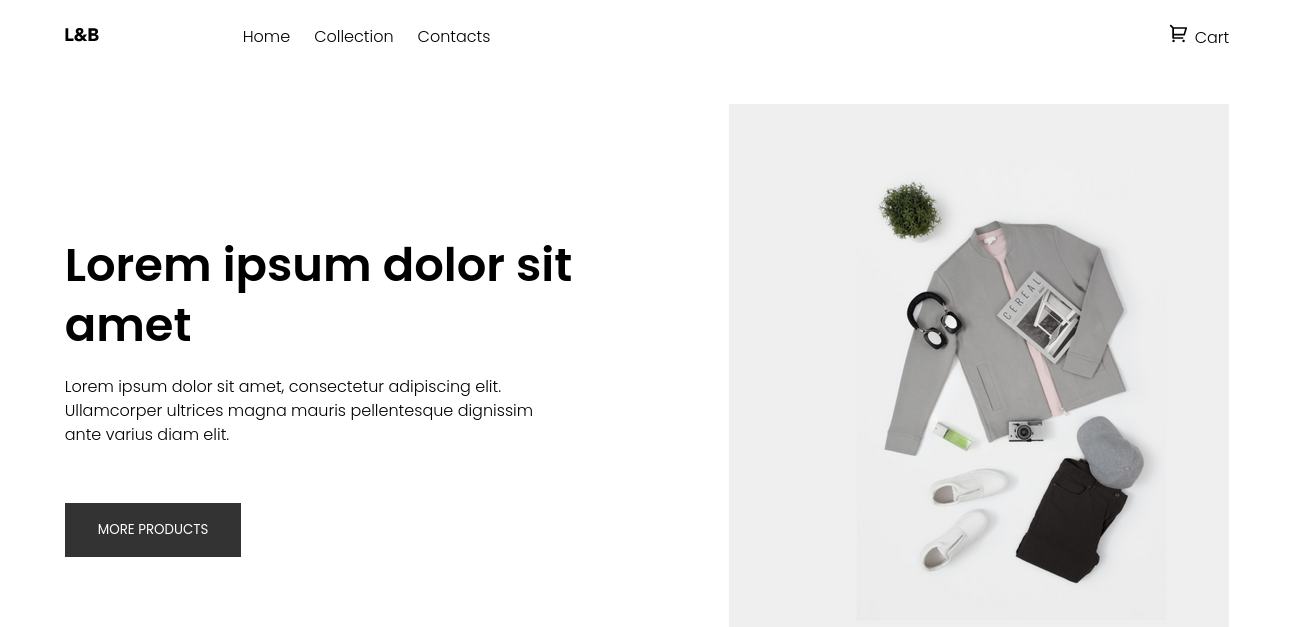 L&B
Home
Collection
Contacts
Cart
Lorem ipsum dolor sit
amet
Lorem ipsum dolor sit amet, consectetur adipiscing elit.
Ullamcorper ultrices magna mauris pellentesque dignissim
ante varius diam elit.
MORE PRODUCTS
CEREAL